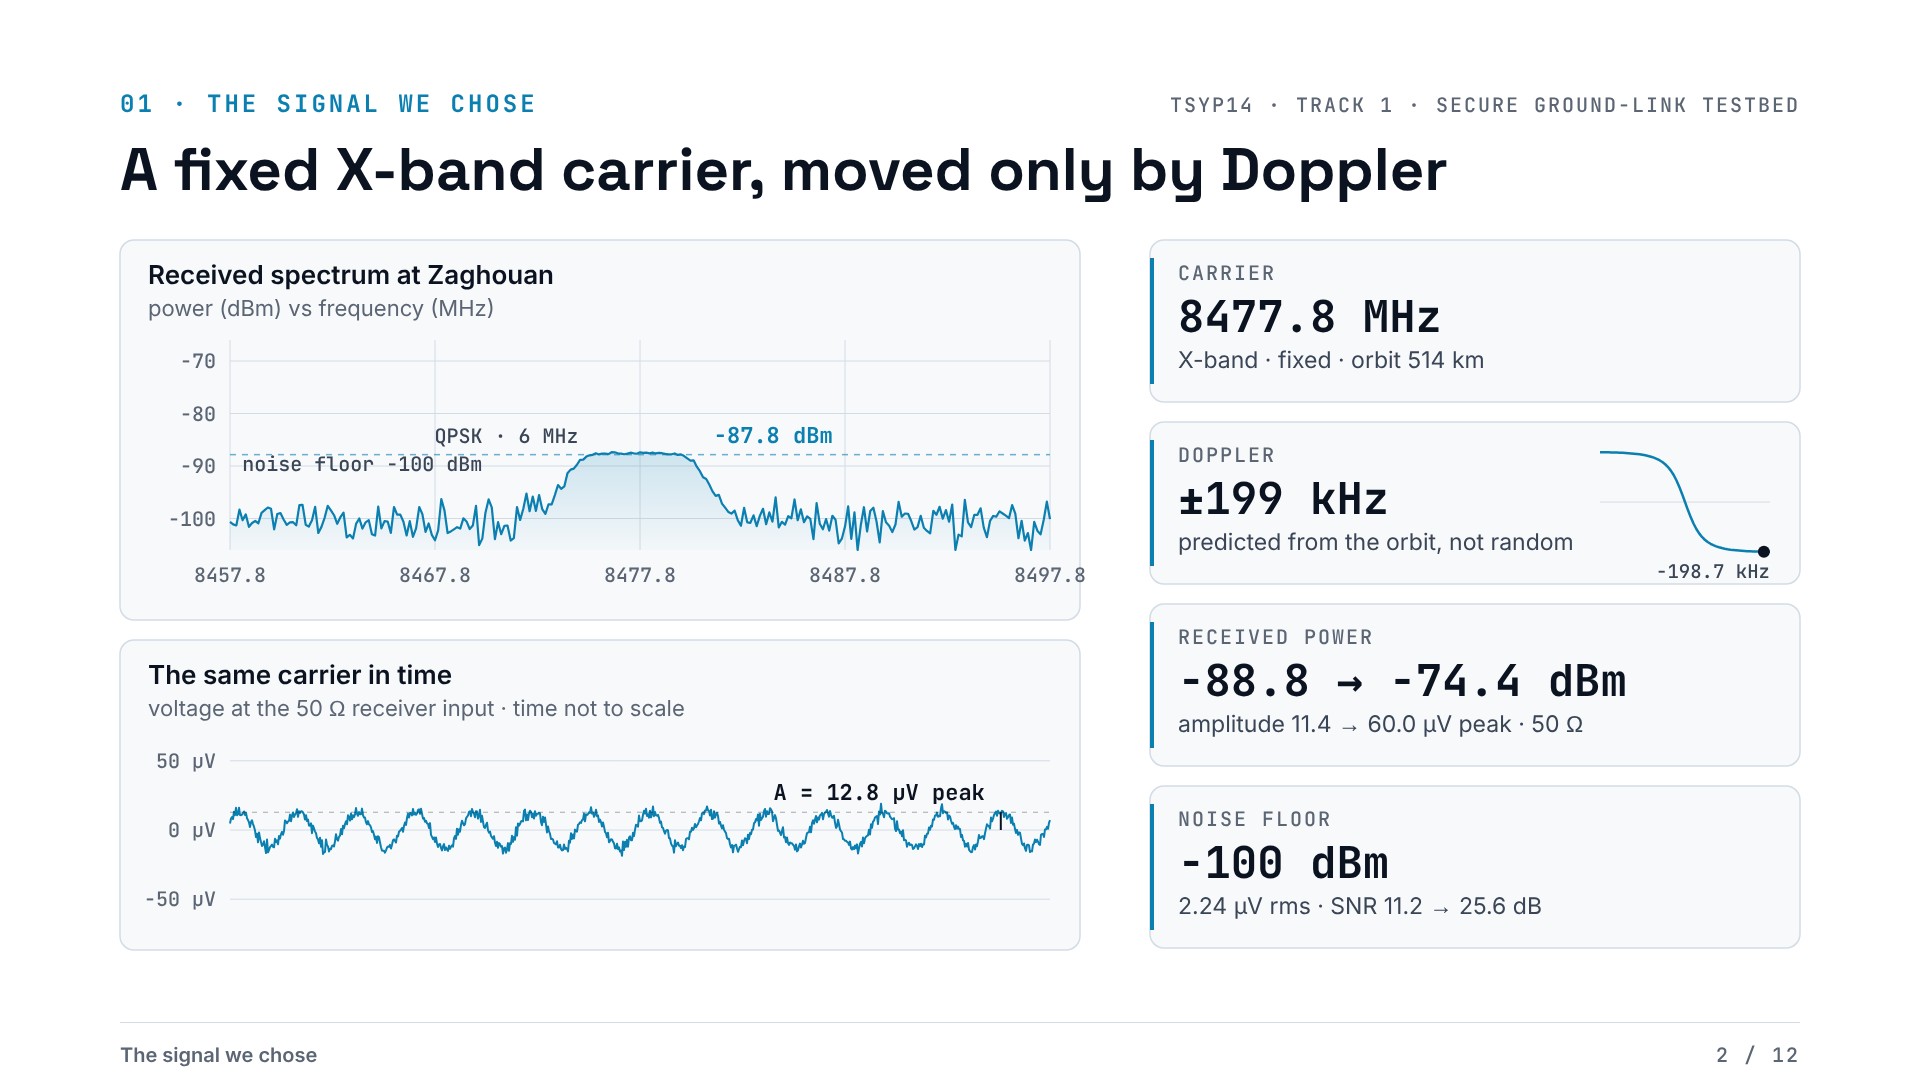 01 · THE SIGNAL WE CHOSE
TSYP14 · TRACK 1 · SECURE GROUND-LINK TESTBED
A fixed X-band carrier, moved only by Doppler
Received spectrum at Zaghouan
power (dBm) vs frequency (MHz)
-70
-80
QPSK · 6 MHz
-87.8 dBm
noise floor -100 dBm
-90
-100
8457.8
8467.8
8477.8
8487.8
8497.8
The same carrier in time
voltage at the 50 Ω receiver input · time not to scale
50 µV
A = 12.8 µV peak
0 µV
-50 µV
CARRIER
8477.8 MHz
X-band · fixed · orbit 514 km
DOPPLER
±199 kHz
predicted from the orbit, not random
-198.7 kHz
RECEIVED POWER
-88.8 → -74.4 dBm
amplitude 11.4 → 60.0 µV peak · 50 Ω
NOISE FLOOR
-100 dBm
2.24 µV rms · SNR 11.2 → 25.6 dB
The signal we chose
2 / 12